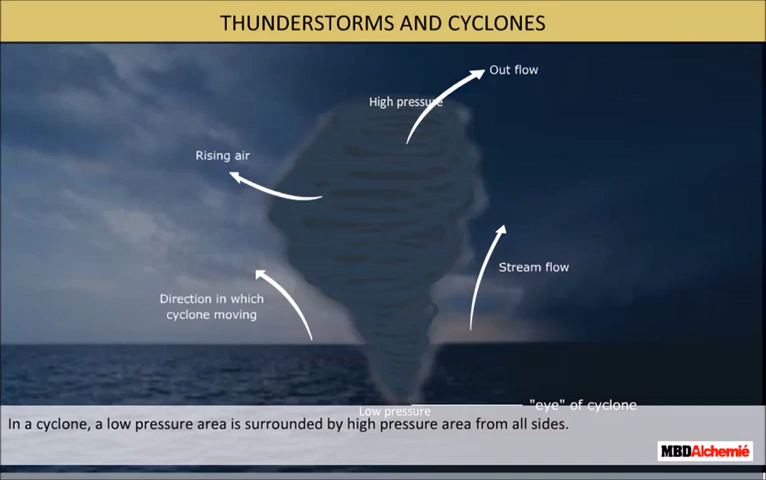 THUNDERSTORMS AND CYCLONES
Out flow
High pressure
Rising air
Stream flow
Direction in which
cyclone moving
"eye" of cyclone
Low pressure
In a cyclone, a low pressure area is surrounded by high pressure area from all sides.
MBDAlchemié